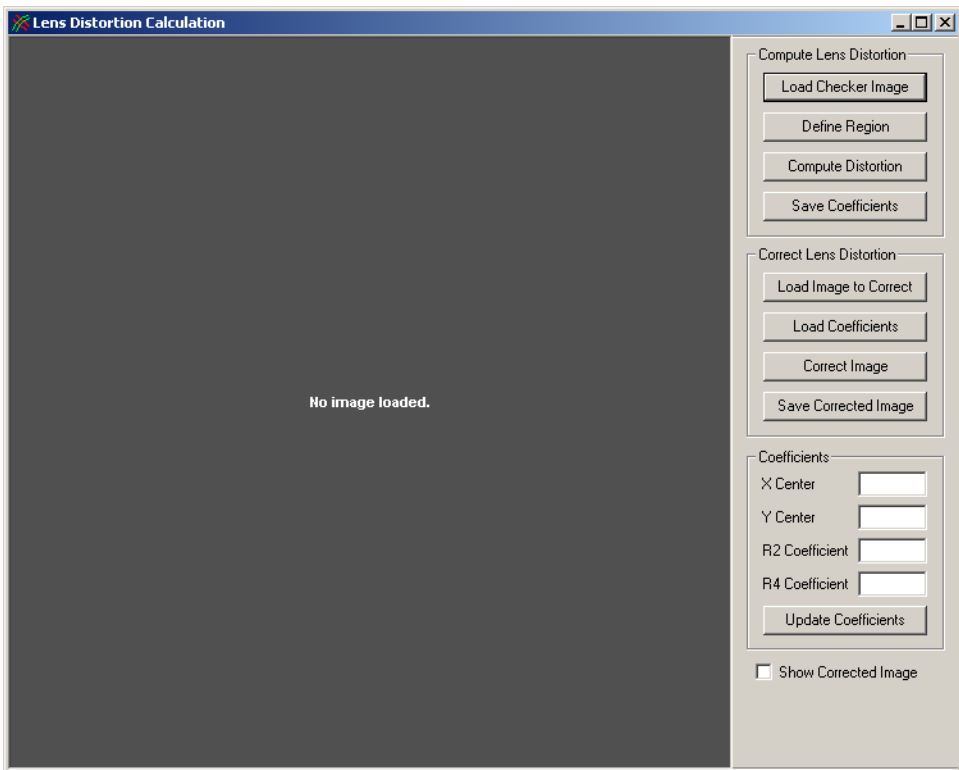 Lens Distortion Calculation
No image loaded.
Compute Lens Distortion
Load Checker Image
Define Region
Compute Distortion
Save Coefficients
Correct Lens Distortion
Load Image to Correct
Load Coefficients
Correct Image
Save Corrected Image
Coefficients
X Center
Y Center
R2 Coefficient
R4 Coefficient
Update Coefficients
Show Corrected Image